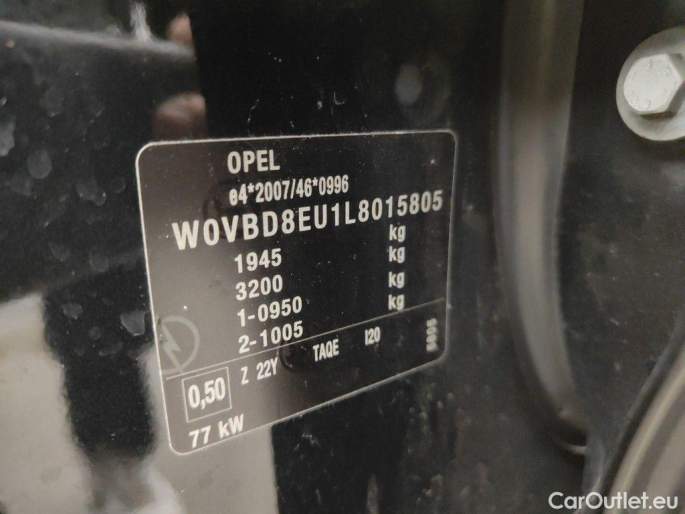 OPEL
e4*2007/46*0996
W0VBD8EU1L8015805
1945 kg
3200 kg
1-0950 kg
2-1005
0,50 Z 22Y TAQE I20
77 kW
CarOutlet.eu